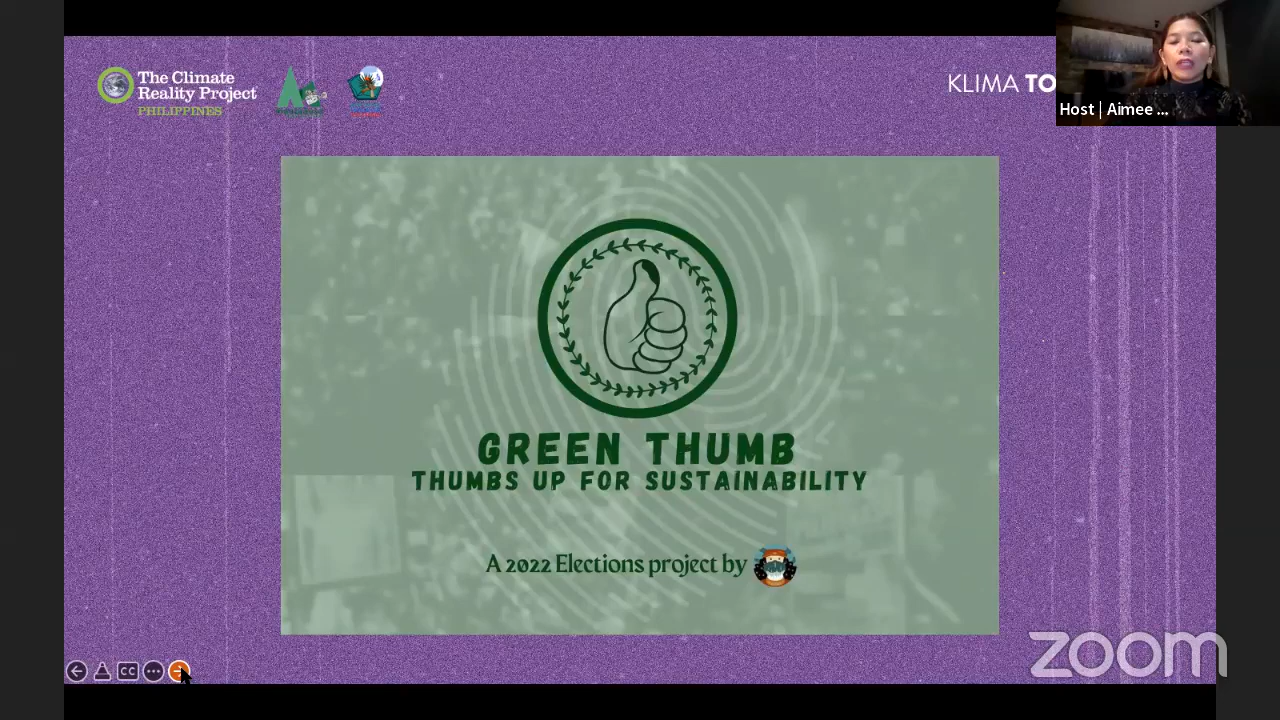 The Climate
Reality Project
PHILIPPINES
KLIMA TO
Host | Aimee ...
GREEN THUMB
THUMBS UP FOR SUSTAINABILITY
A 2022 Elections project by
CC
zoom